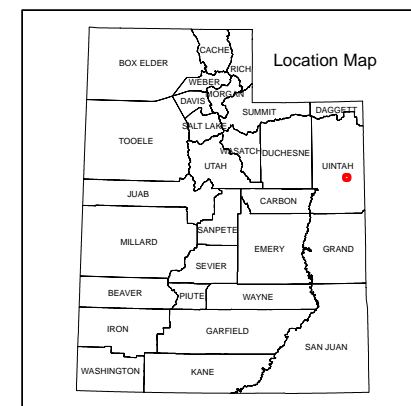 Location Map
CACHE
BOX ELDER
RICH
WEBER
MORGAN
DAVIS
SUMMIT
DAGGETT
SALT LAKE
TOOELE
WASATCH
DUCHESNE
UTAH
UINTAH
JUAB
CARBON
SANPETE
MILLARD
EMERY
GRAND
SEVIER
BEAVER
PIUTE
WAYNE
IRON
GARFIELD
SAN JUAN
WASHINGTON
KANE